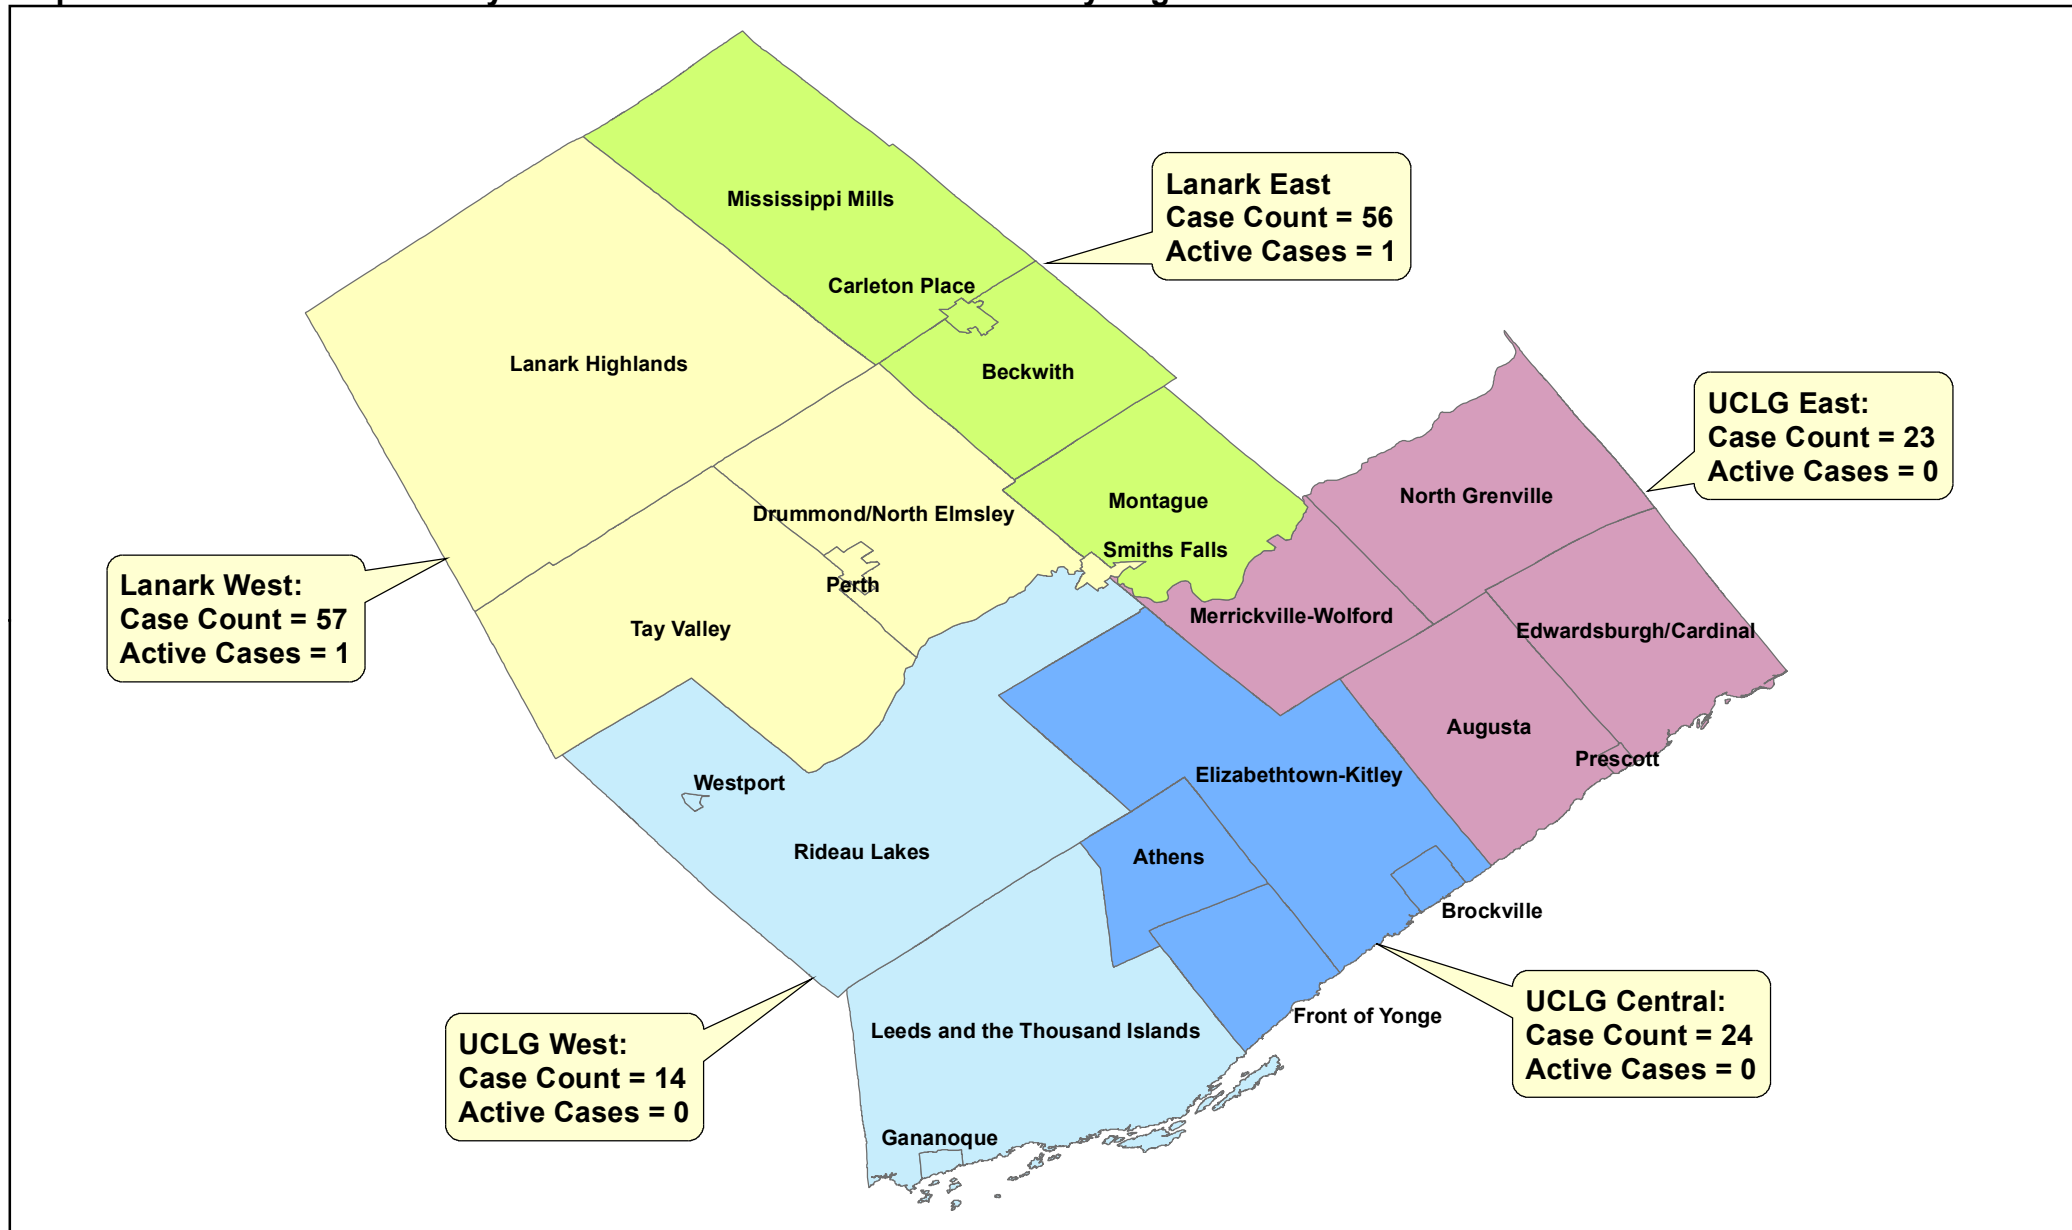 Mississippi Mills
Lanark East
Case Count = 56
Active Cases = 1
Carleton Place
Lanark Highlands
Beckwith
UCLG East:
Case Count = 23
Active Cases = 0
North Grenville
Montague
Drummond/North Elmsley
Smiths Falls
Perth
Lanark West:
Case Count = 57
Active Cases = 1
Tay Valley
Merrickville-Wolford
Edwardsburgh/Cardinal
Augusta
Prescott
Elizabethtown-Kitley
Westport
Rideau Lakes
Athens
Brockville
UCLG Central:
Case Count = 24
Active Cases = 0
Front of Yonge
Leeds and the Thousand Islands
UCLG West:
Case Count = 14
Active Cases = 0
Gananoque